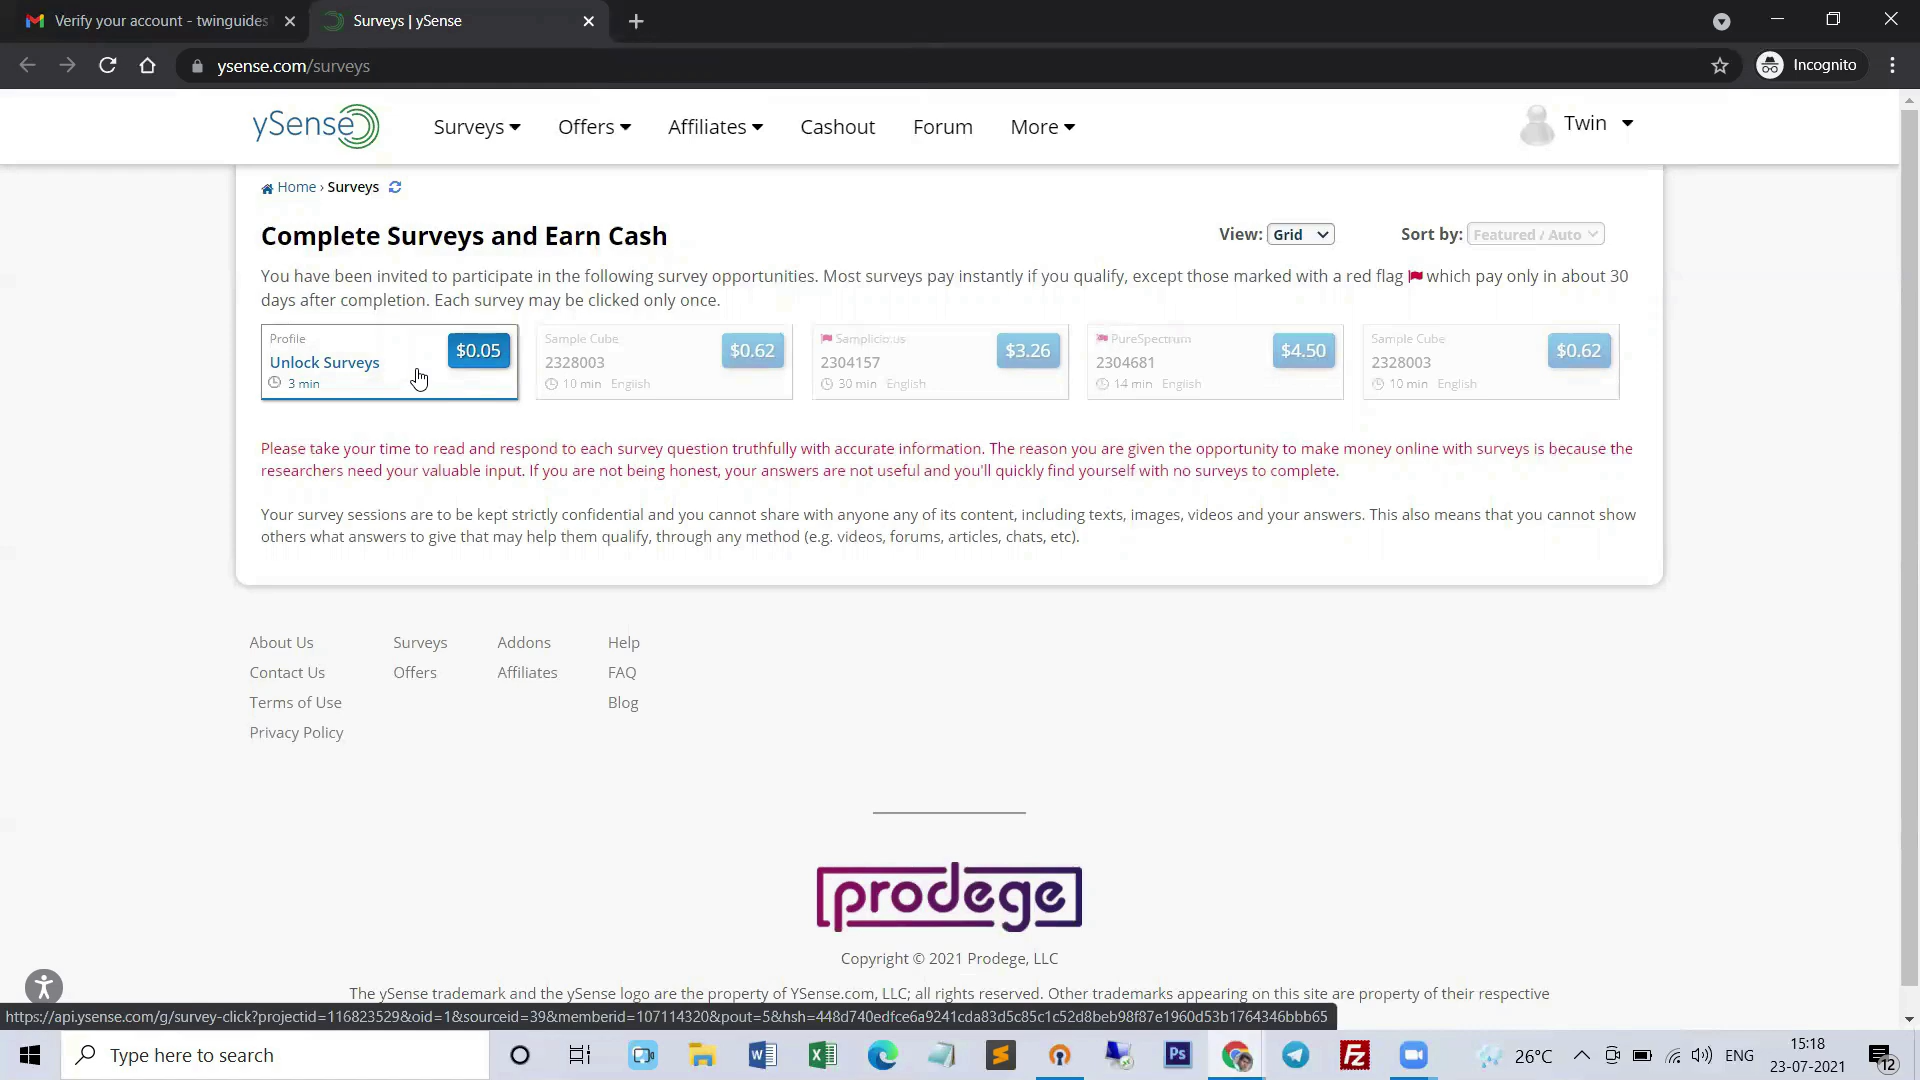 Verify your account - twinguides
Surveys | ySense
ysense.com/surveys
Incognito
ySense
Surveys
Offers
Affiliates
Cashout
Forum
More
Twin
Home › Surveys
Complete Surveys and Earn Cash
View: Grid
Sort by: Featured / Auto
You have been invited to participate in the following survey opportunities. Most surveys pay instantly if you qualify, except those marked with a red flag which pay only in about 30
days after completion. Each survey may be clicked only once.
Profile
Unlock Surveys
3 min
$0.05
Sample Cube
2328003
10 min English
$0.62
Samplicio.us
2304157
30 min English
$3.26
PureSpectrum
2304681
14 min English
$4.50
Sample Cube
2328003
10 min English
$0.62
Please take your time to read and respond to each survey question truthfully with accurate information. The reason you are given the opportunity to make money online with surveys is because the
researchers need your valuable input. If you are not being honest, your answers are not useful and you'll quickly find yourself with no surveys to complete.
Your survey sessions are to be kept strictly confidential and you cannot share with anyone any of its content, including texts, images, videos and your answers. This also means that you cannot show
others what answers to give that may help them qualify, through any method (e.g. videos, forums, articles, chats, etc).
About Us
Surveys
Addons
Help
Contact Us
Offers
Affiliates
FAQ
Terms of Use
Blog
Privacy Policy
prodege
Copyright © 2021 Prodege, LLC
The ySense trademark and the ySense logo are the property of YSense.com, LLC; all rights reserved. Other trademarks appearing on this site are property of their respective
https://api.ysense.com/g/survey-click?projectid=116823529&oid=1&sourceid=39&memberid=107114320&pout=5&hsh=448d740edfce6a9241cda83d5c85c1c52d8beb98f87e1960d53b1764346bbb65
Type here to search
26°C
ENG
15:18
23-07-2021
12